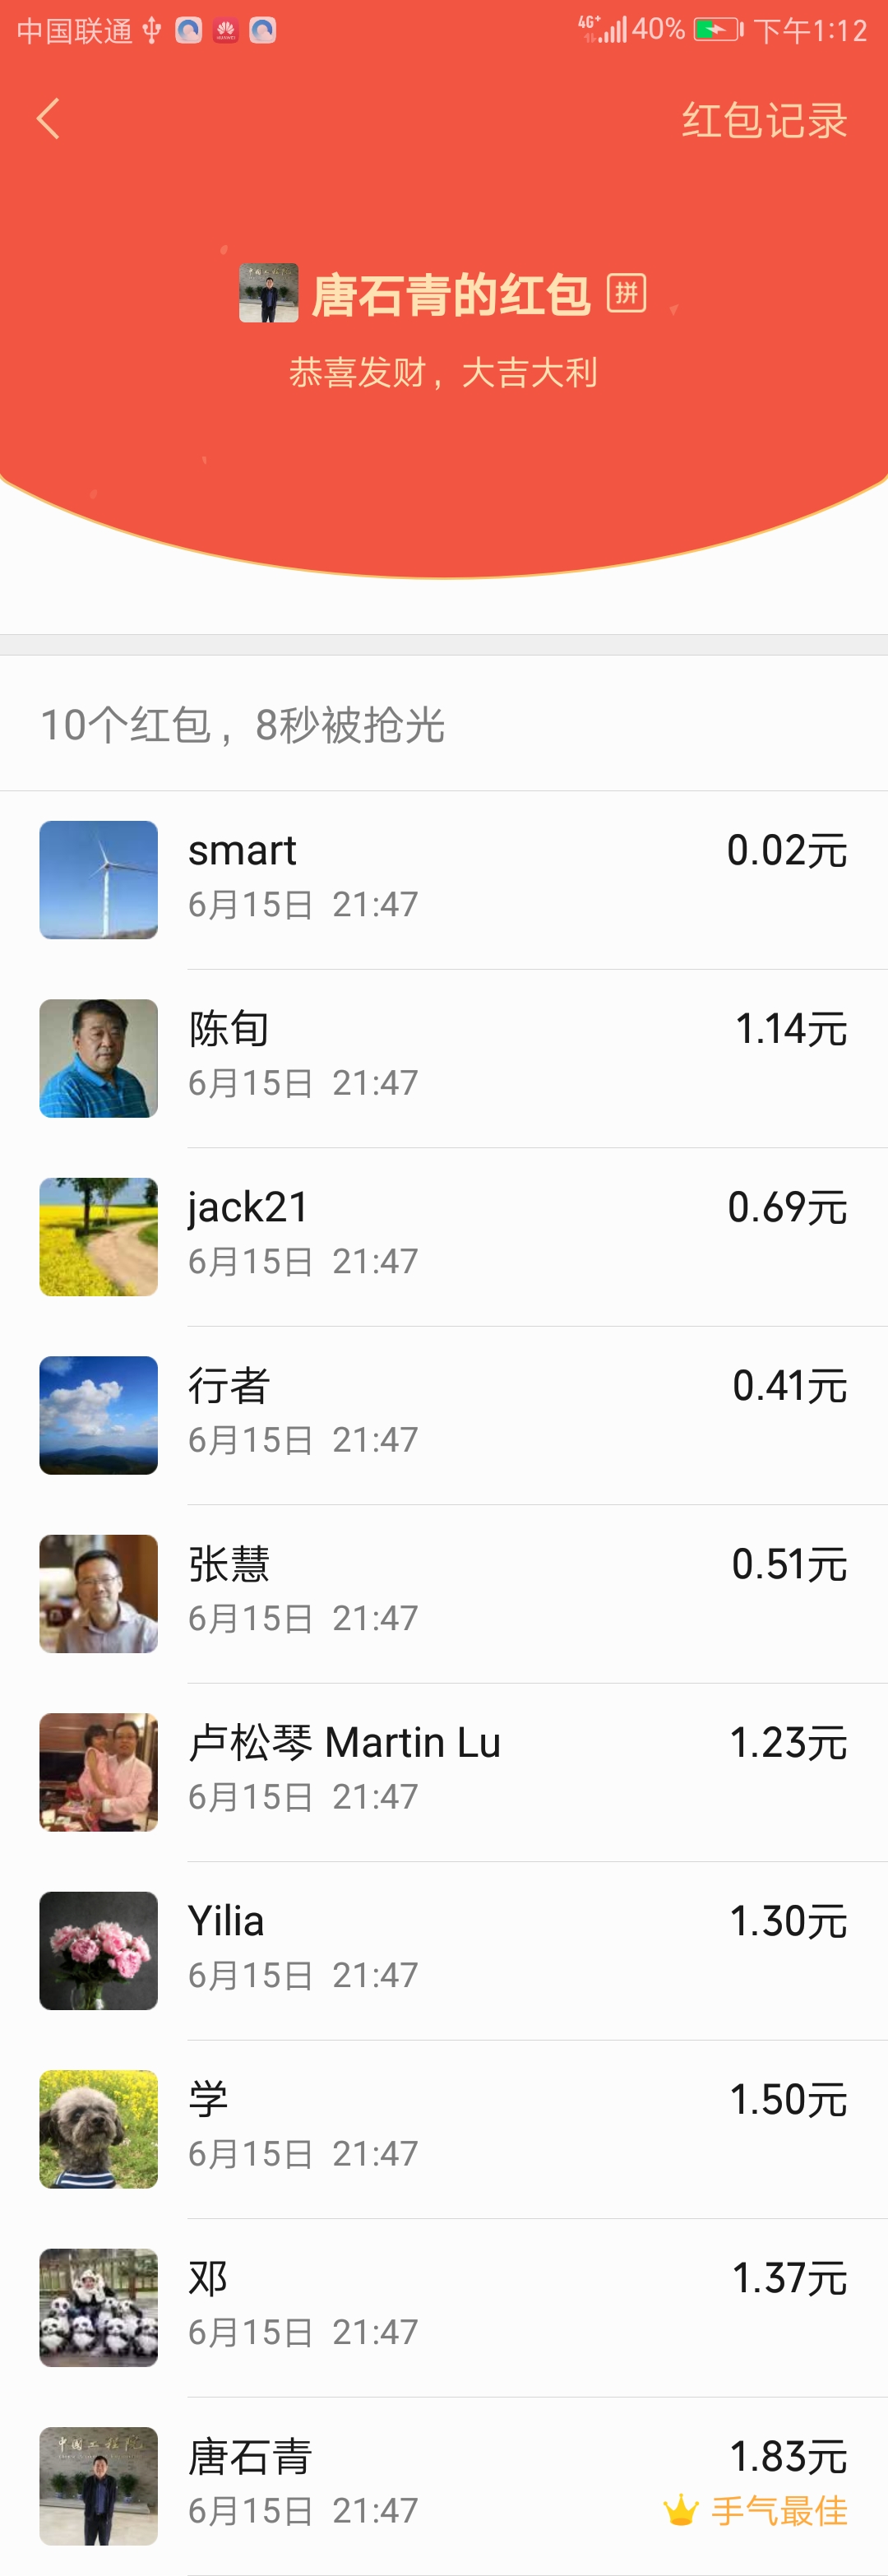 中国联通 4G+ 40% 下午1:12
红包记录
唐石青的红包 拼
恭喜发财，大吉大利
10个红包，8秒被抢光
smart 0.02元
6月15日 21:47
陈旬 1.14元
6月15日 21:47
jack21 0.69元
6月15日 21:47
行者 0.41元
6月15日 21:47
张慧 0.51元
6月15日 21:47
卢松琴 Martin Lu 1.23元
6月15日 21:47
Yilia 1.30元
6月15日 21:47
学 1.50元
6月15日 21:47
邓 1.37元
6月15日 21:47
中国工程院
唐石青 1.83元
6月15日 21:47 手气最佳